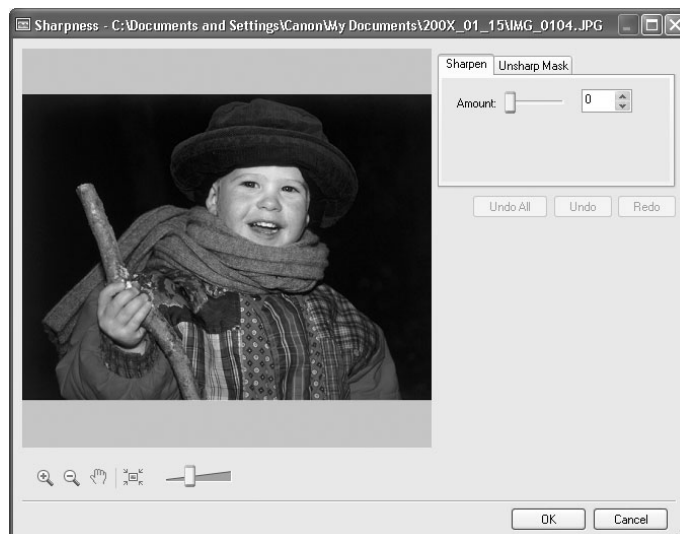 Sharpness - C:\Documents and Settings\Canon\My Documents\200X_01_15\IMG_0104.JPG
Sharpen Unsharp Mask
Amount: 0
Undo All Undo Redo
OK Cancel